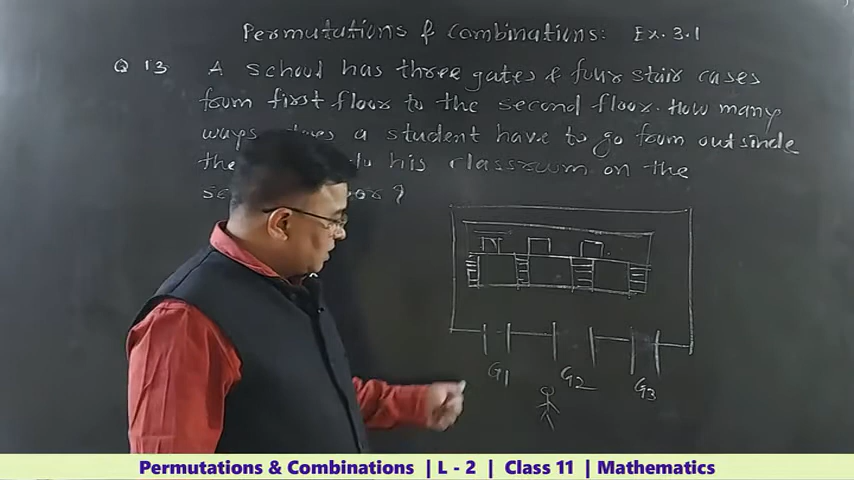 Permutations & Combinations: Ex. 3.1
Q 13 A school has three gates & four stair cases
from first floor to the second floor. How many
ways does a student have to go from outsinde
the his classroom on the
G1 G2 G3
Permutations & Combinations | L - 2 | Class 11 | Mathematics